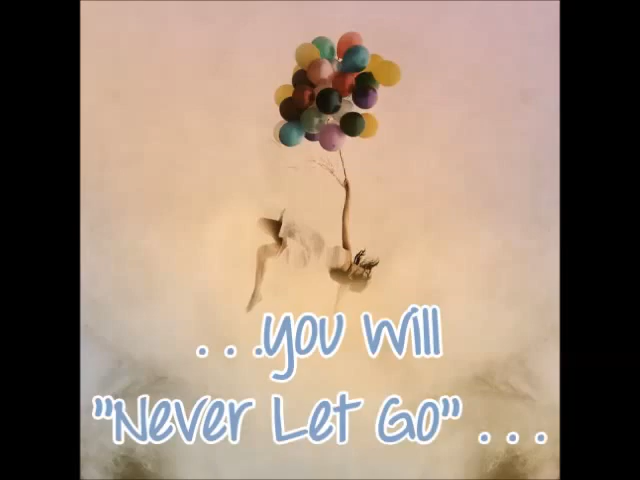 . . .you will
"Never Let Go" . . .